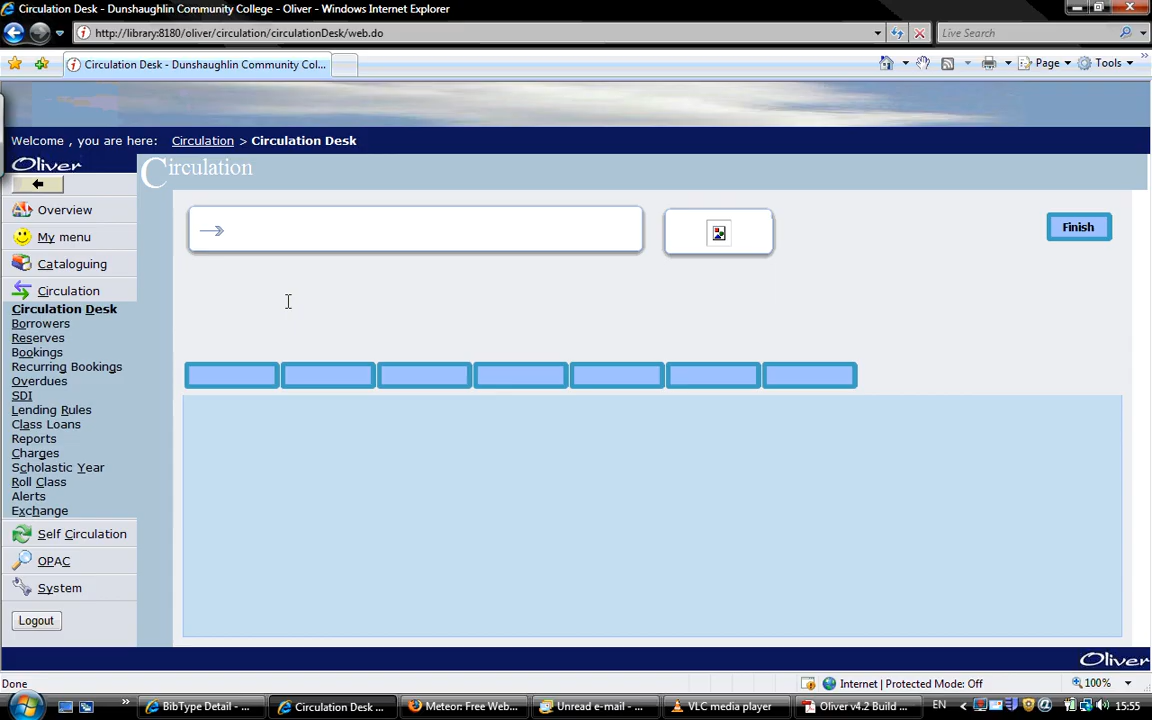 Circulation Desk - Dunshaughlin Community College - Oliver - Windows Internet Explorer
http://library:8180/oliver/circulation/circulationDesk/web.do
Live Search
Circulation Desk - Dunshaughlin Community Col...
Page
Tools
Welcome , you are here: Circulation > Circulation Desk
Oliver
Circulation
Overview
My menu
Cataloguing
Circulation
Circulation Desk
Borrowers
Reserves
Bookings
Recurring Bookings
Overdues
SDI
Lending Rules
Class Loans
Reports
Charges
Scholastic Year
Roll Class
Alerts
Exchange
Self Circulation
OPAC
System
Logout
Finish
Oliver
Done
Internet | Protected Mode: Off
100%
BibType Detail - ...
Circulation Desk ...
Meteor: Free Web...
Unread e-mail - ...
VLC media player
Oliver v4.2 Build ...
EN
15:55